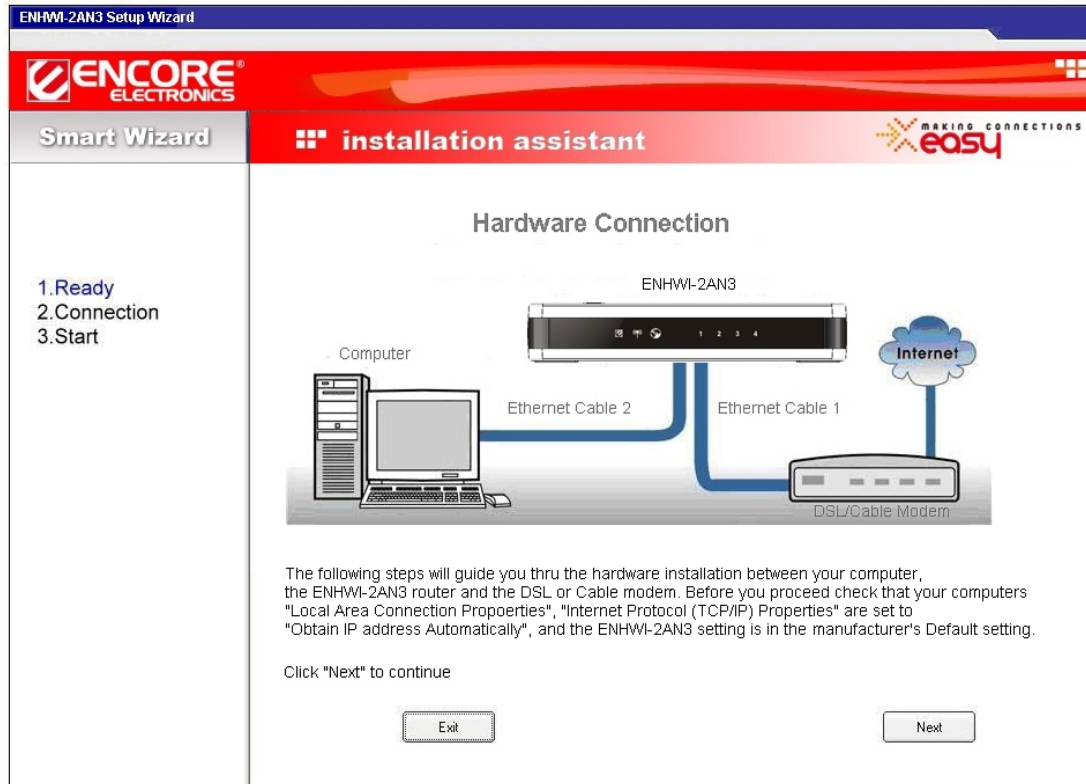 ENHWI-2AN3 Setup Wizard
ENCORE®
ELECTRONICS
Smart Wizard
installation assistant
MAKING CONNECTIONS
easy
1.Ready
2.Connection
3.Start
Hardware Connection
ENHWI-2AN3
1 2 3 4
Computer
Internet
Ethernet Cable 2
Ethernet Cable 1
DSL/Cable Modem
The following steps will guide you thru the hardware installation between your computer,
the ENHWI-2AN3 router and the DSL or Cable modem. Before you proceed check that your computers
"Local Area Connection Propoerties", "Internet Protocol (TCP/IP) Properties" are set to
"Obtain IP address Automatically", and the ENHWI-2AN3 setting is in the manufacturer's Default setting.
Click "Next" to continue
Exit
Next